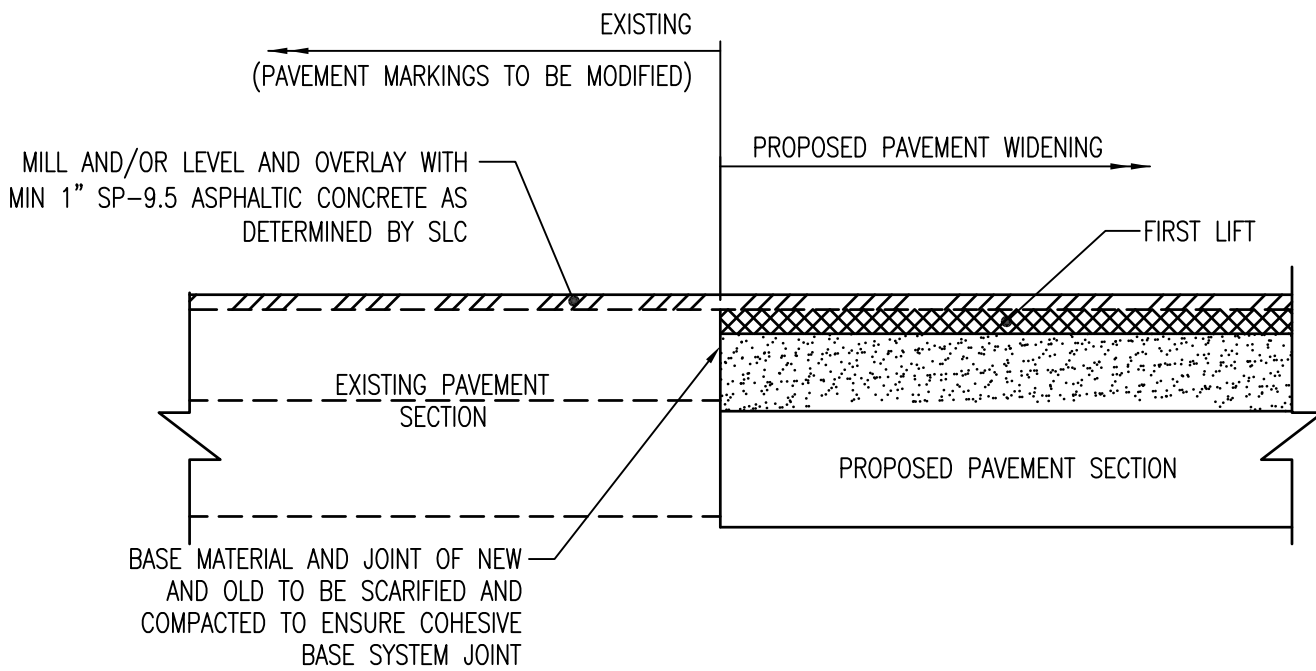 EXISTING
(PAVEMENT MARKINGS TO BE MODIFIED)
MILL AND/OR LEVEL AND OVERLAY WITH
MIN 1” SP-9.5 ASPHALTIC CONCRETE AS
DETERMINED BY SLC
PROPOSED PAVEMENT WIDENING
FIRST LIFT
EXISTING PAVEMENT
SECTION
PROPOSED PAVEMENT SECTION
BASE MATERIAL AND JOINT OF NEW
AND OLD TO BE SCARIFIED AND
COMPACTED TO ENSURE COHESIVE
BASE SYSTEM JOINT